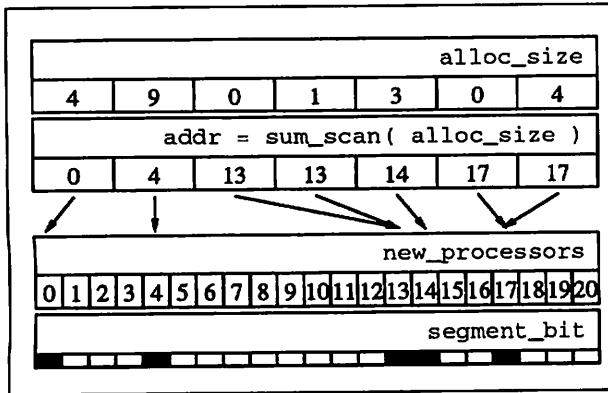 alloc_size
4 9 0 1 3 0 4
addr = sum_scan( alloc_size )
0 4 13 13 14 17 17
new_processors
0 1 2 3 4 5 6 7 8 9 10 11 12 13 14 15 16 17 18 19 20
segment_bit